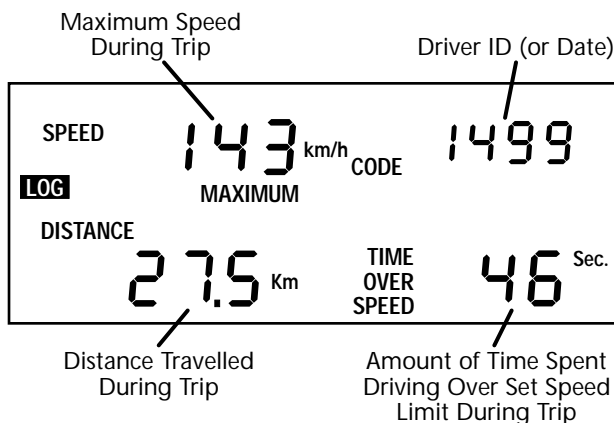 Maximum Speed
During Trip
Driver ID (or Date)
SPEED
143 km/h
CODE
1499
LOG
MAXIMUM
DISTANCE
27.5 Km
TIME
OVER
SPEED
46 Sec.
Distance Travelled
During Trip
Amount of Time Spent
Driving Over Set Speed
Limit During Trip